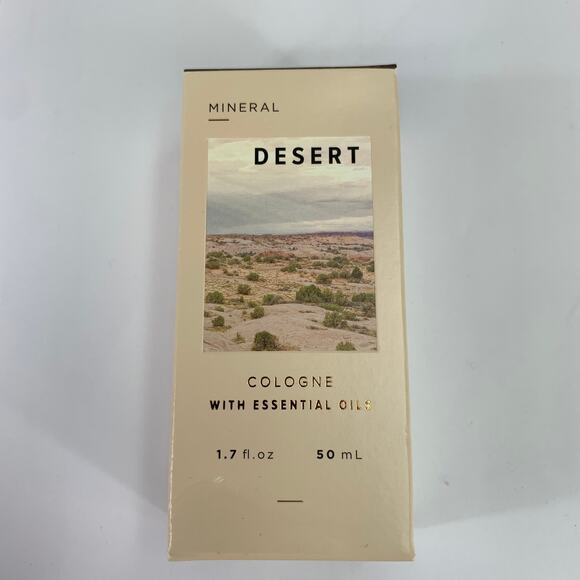 MINERAL
DESERT
COLOGNE
WITH ESSENTIAL OILS
1.7 fl.oz 50 mL